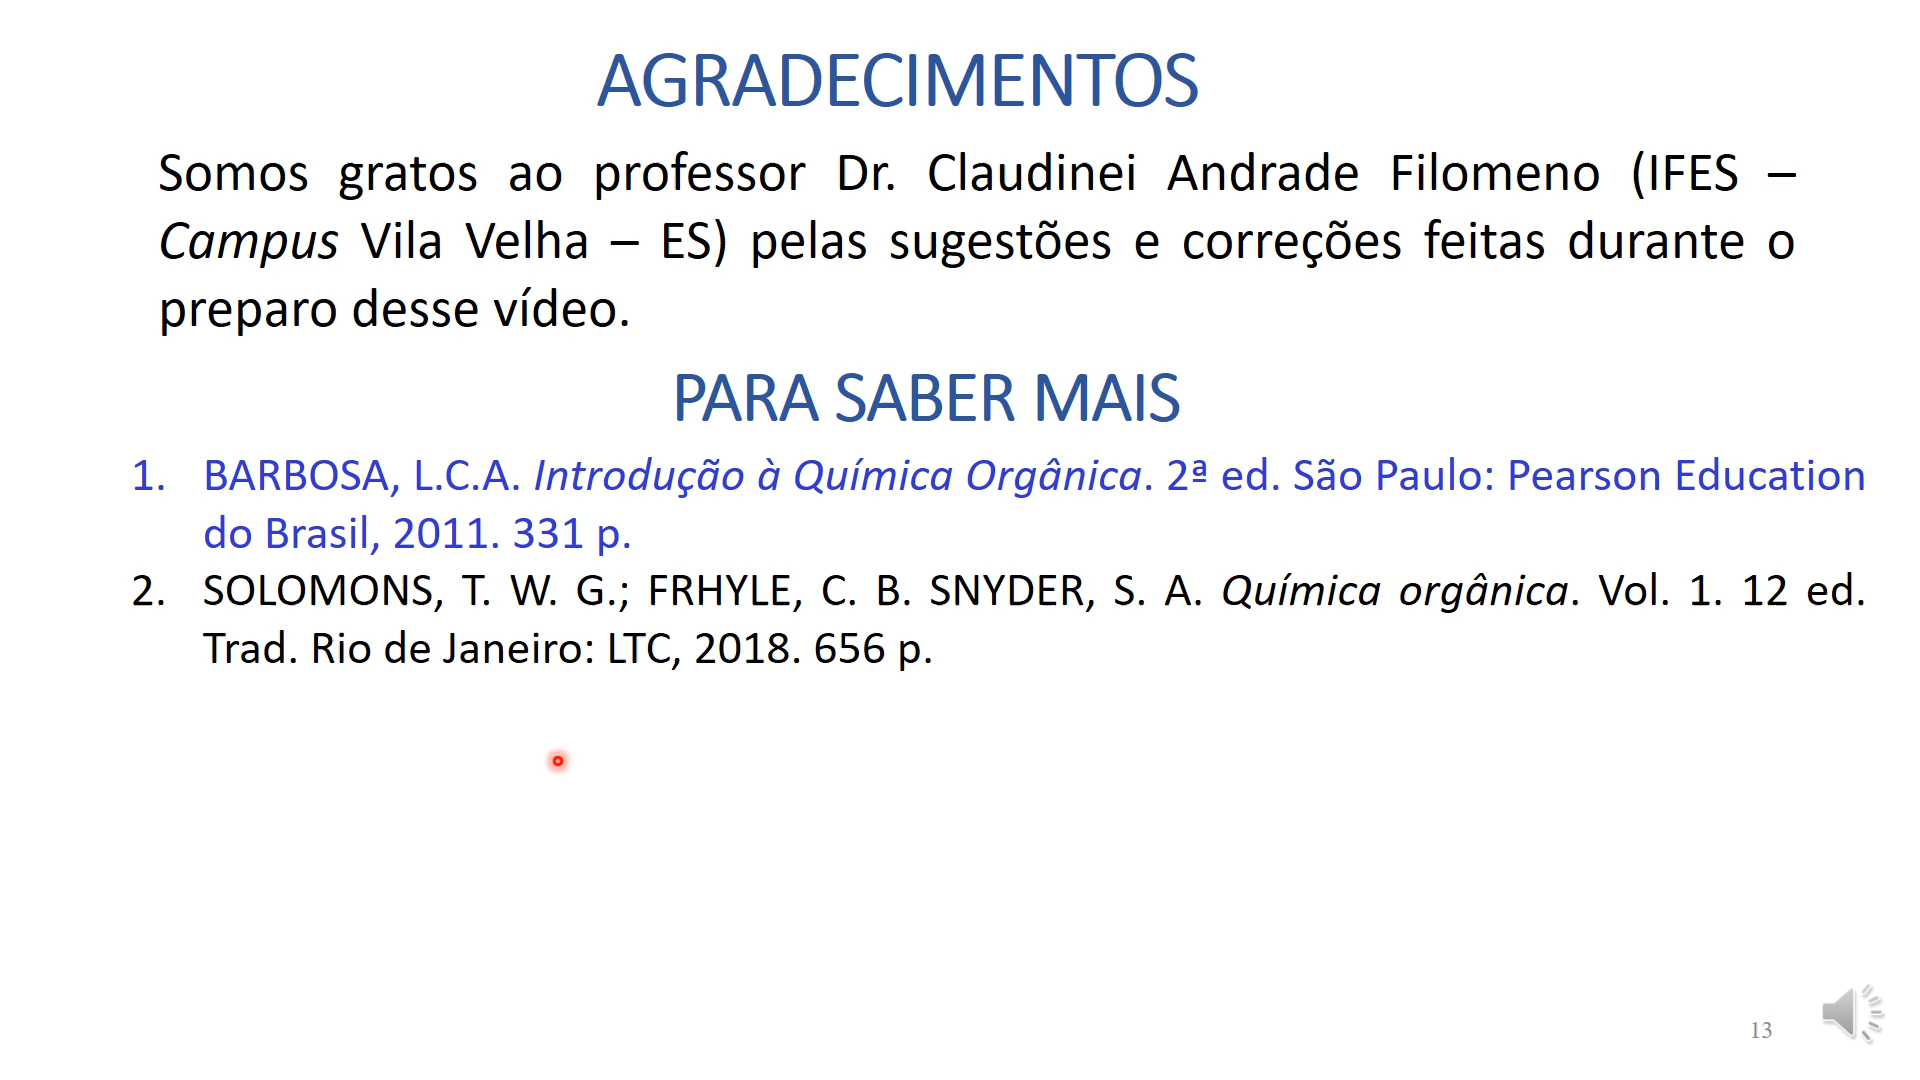 AGRADECIMENTOS
Somos gratos ao professor Dr. Claudinei Andrade Filomeno (IFES –
Campus Vila Velha – ES) pelas sugestões e correções feitas durante o
preparo desse vídeo.
PARA SABER MAIS
1. BARBOSA, L.C.A. Introdução à Química Orgânica. 2ª ed. São Paulo: Pearson Education
do Brasil, 2011. 331 p.
2. SOLOMONS, T. W. G.; FRHYLE, C. B. SNYDER, S. A. Química orgânica. Vol. 1. 12 ed.
Trad. Rio de Janeiro: LTC, 2018. 656 p.
13